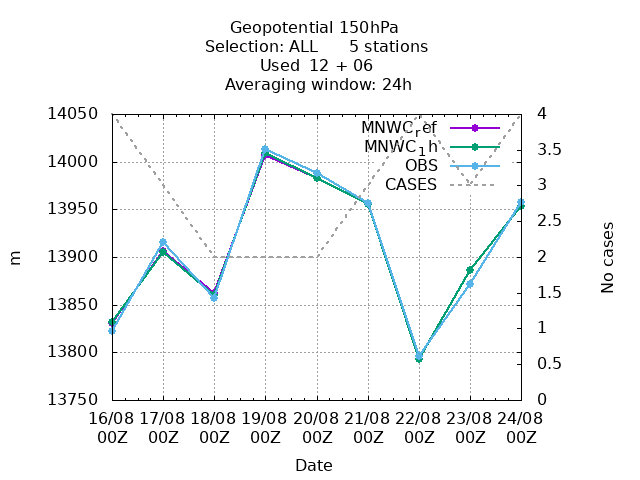 Geopotential 150hPa
Selection: ALL      5 stations
Used  12 + 06
Averaging window: 24h
14050
14000
13950
13900
13850
13800
13750
m
4
3.5
3
2.5
2
1.5
1
0.5
0
No cases
MNWC_ref
MNWC_1h
OBS
CASES
16/08 17/08 18/08 19/08 20/08 21/08 22/08 23/08 24/08
00Z 00Z 00Z 00Z 00Z 00Z 00Z 00Z 00Z
Date